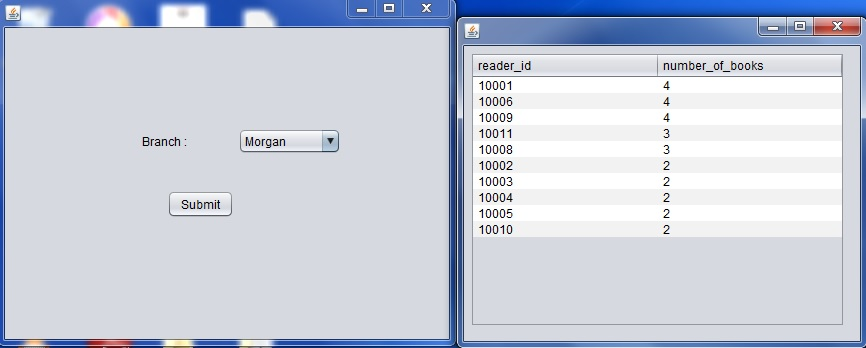 Branch :
Morgan
Submit
reader_id number_of_books
10001 4
10006 4
10009 4
10011 3
10008 3
10002 2
10003 2
10004 2
10005 2
10010 2